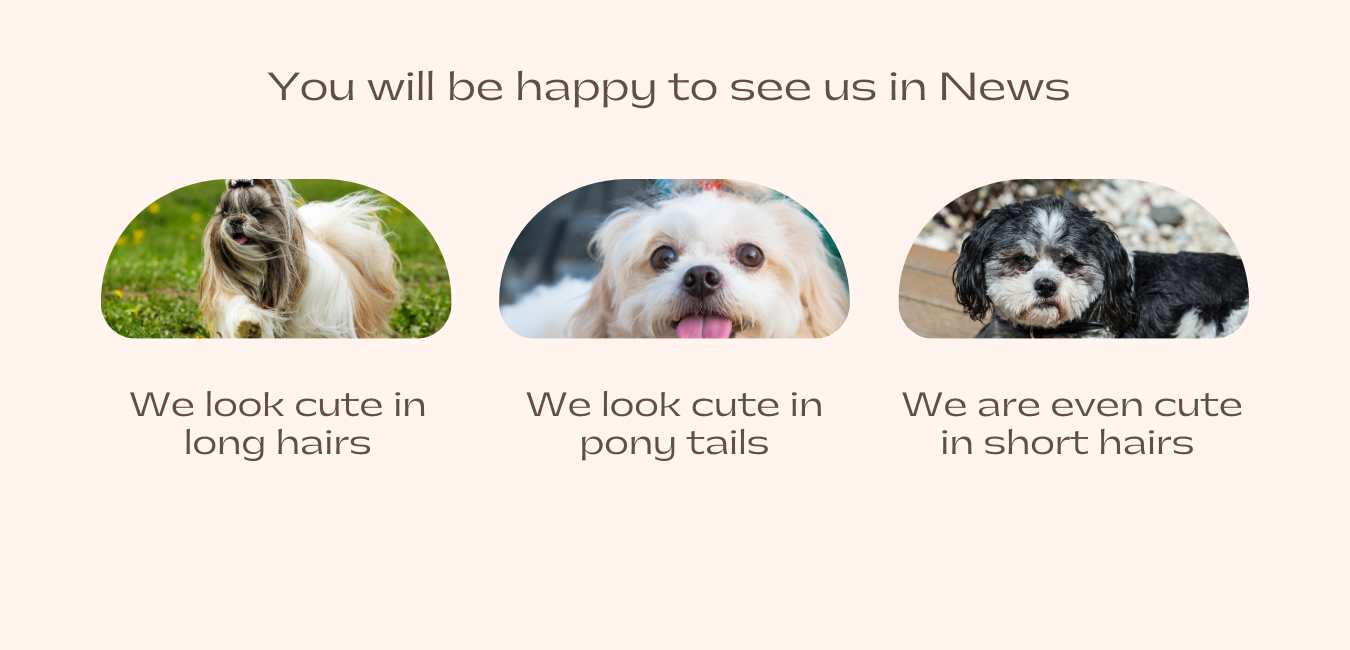 You will be happy to see us in News
We look cute in
long hairs
We look cute in
pony tails
We are even cute
in short hairs